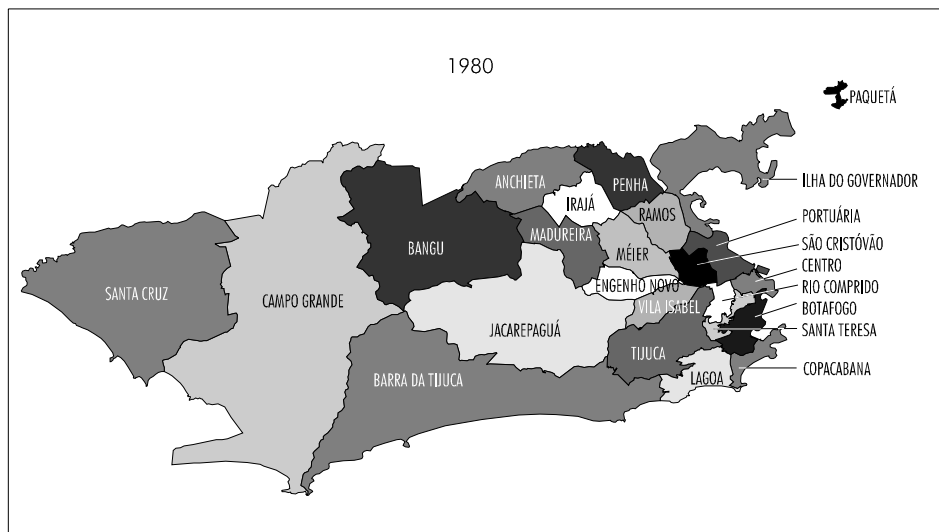 1980
PAQUETÁ
ANCHIETA
PENHA
ILHA DO GOVERNADOR
IRAJÁ
RAMOS
PORTUÁRIA
MADUREIRA
SÃO CRISTÓVÃO
BANGU
MÉIER
CENTRO
ENGENHO NOVO
RIO COMPRIDO
SANTA CRUZ
CAMPO GRANDE
VILA ISABEL
BOTAFOGO
JACAREPAGUÁ
SANTA TERESA
TIJUCA
COPACABANA
BARRA DA TIJUCA
LAGOA